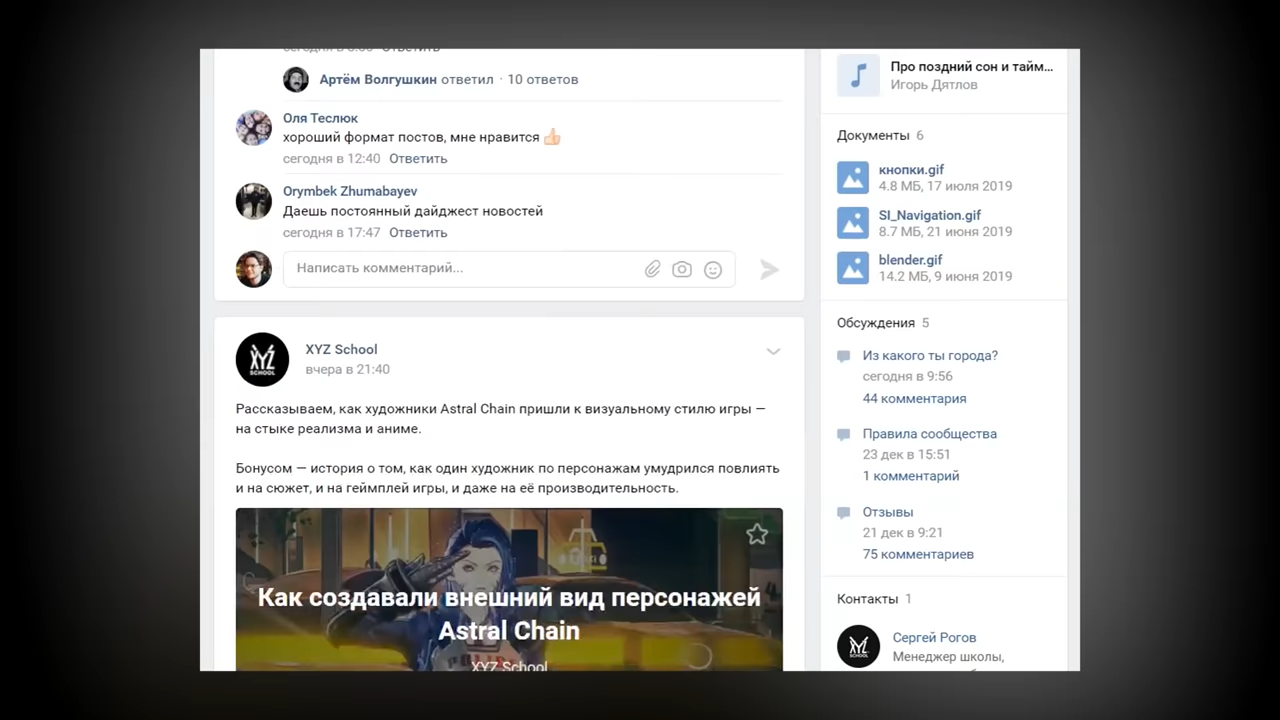 Артём Волгушкин ответил · 10 ответов
Оля Теслюк
хороший формат постов, мне нравится 👍
сегодня в 12:40 Ответить
Orymbek Zhumabayev
Даешь постоянный дайджест новостей
сегодня в 17:47 Ответить
Написать комментарий...
XYZ School
вчера в 21:40
XYZ
SCHOOL
Рассказываем, как художники Astral Chain пришли к визуальному стилю игры —
на стыке реализма и аниме.
Бонусом — история о том, как один художник по персонажам умудрился повлиять
и на сюжет, и на геймплей игры, и даже на её производительность.
Как создавали внешний вид персонажей
Astral Chain
XYZ School
Про поздний сон и тайм...
Игорь Дятлов
Документы 6
кнопки.gif
4.8 МБ, 17 июля 2019
SI_Navigation.gif
8.7 МБ, 21 июня 2019
blender.gif
14.2 МБ, 9 июня 2019
Обсуждения 5
Из какого ты города?
сегодня в 9:56
44 комментария
Правила сообщества
23 дек в 15:51
1 комментарий
Отзывы
21 дек в 9:21
75 комментариев
Контакты 1
XYZ
SCHOOL
Сергей Рогов
Менеджер школы,